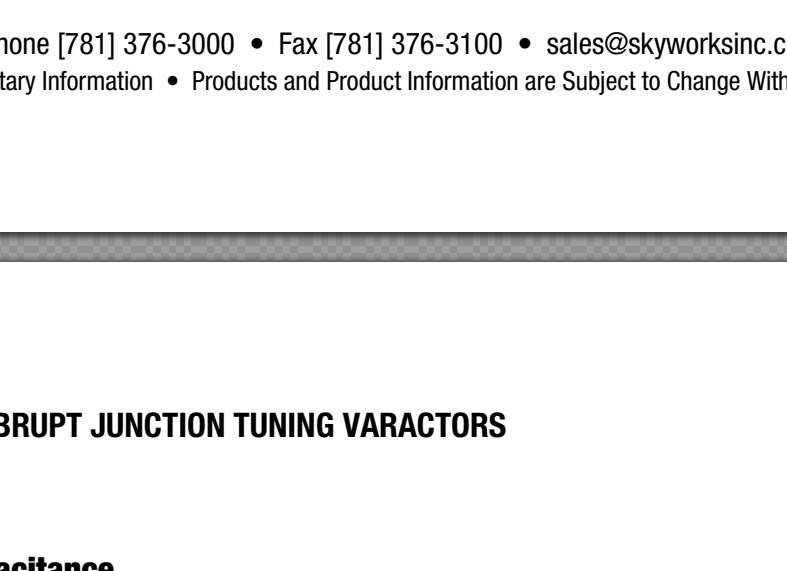 hone [781] 376-3000 • Fax [781] 376-3100 • sales@skyworksinc.c
tary Information • Products and Product Information are Subject to Change With
BRUPT JUNCTION TUNING VARACTORS
acitance